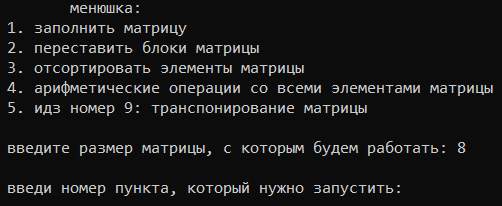 менюшка:
1. заполнить матрицу
2. переставить блоки матрицы
3. отсортировать элементы матрицы
4. арифметические операции со всеми элементами матрицы
5. идз номер 9: транспонирование матрицы
введите размер матрицы, с которым будем работать: 8
введи номер пункта, который нужно запустить: